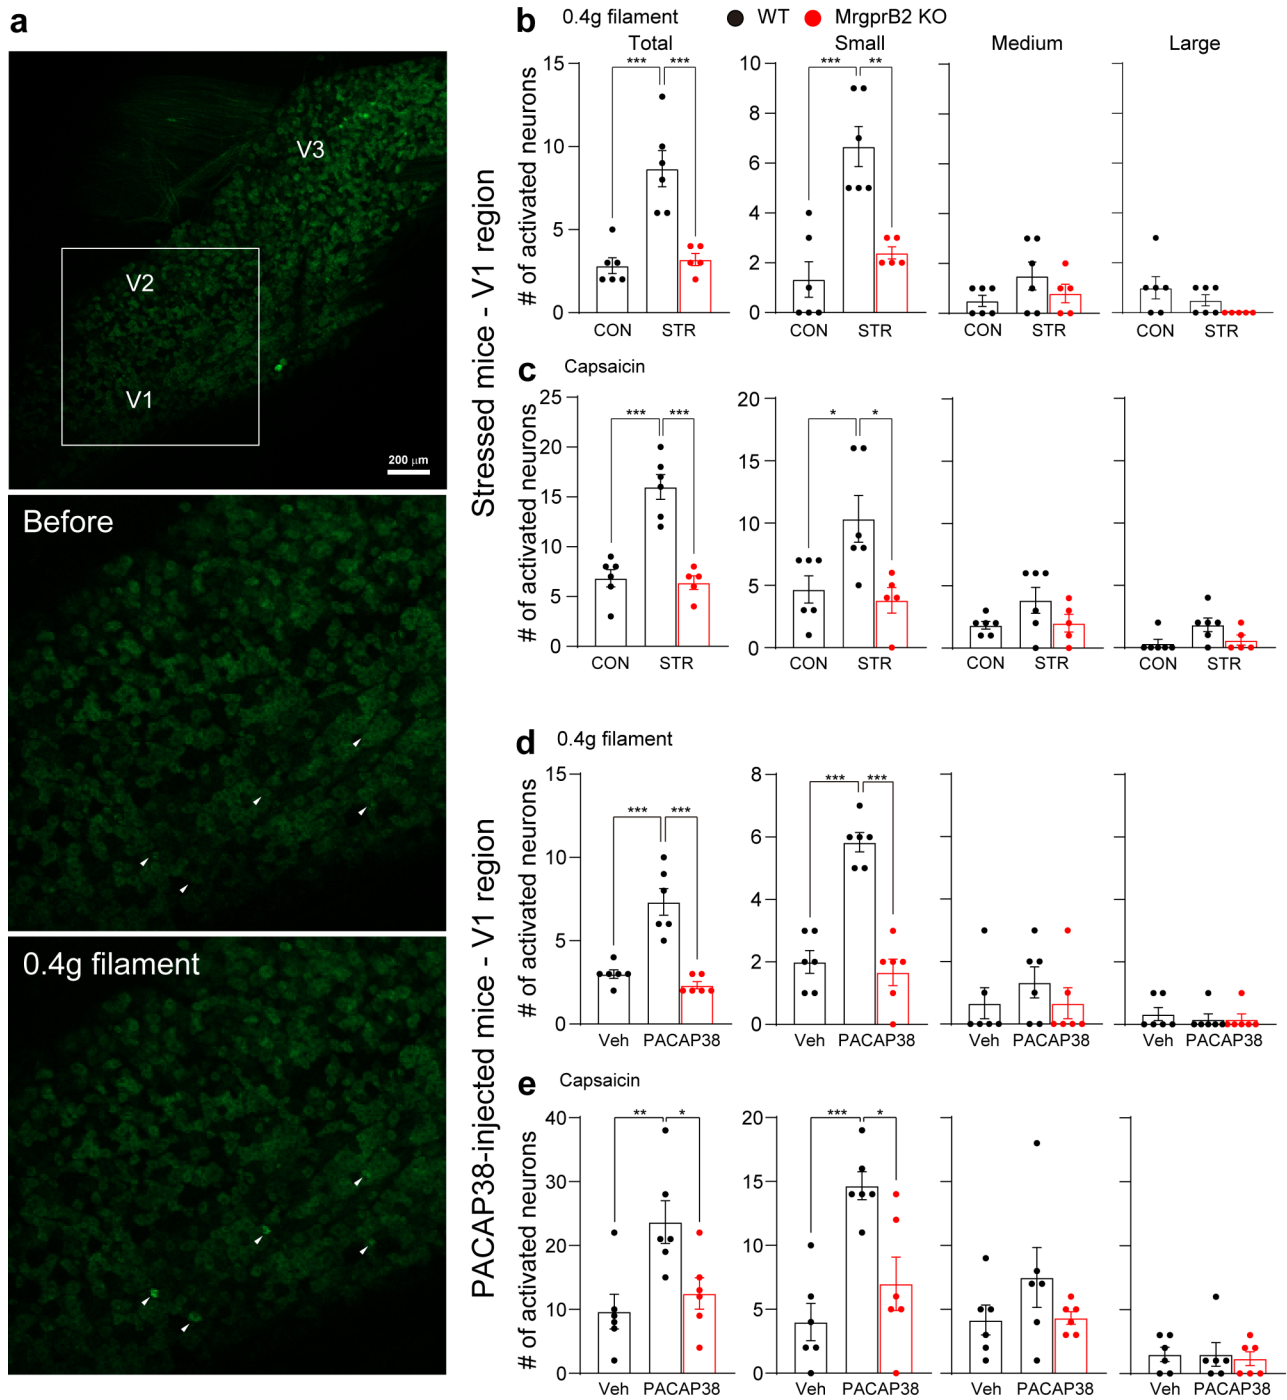 a
V3
V2
V1
200 µm
Before
0.4g filament
Stressed mice - V1 region
b 0.4g filament WT MrgprB2 KO
Total Small Medium Large
# of activated neurons
15 10 5 0
10 8 6 4 2 0
*** *** *** **
CON STR CON STR CON STR CON STR
c Capsaicin
# of activated neurons
25 20 15 10 5 0
20 15 10 5 0
*** *** * *
CON STR CON STR CON STR CON STR
PACAP38-injected mice - V1 region
d 0.4g filament
# of activated neurons
15 10 5 0
8 6 4 2 0
*** *** *** ***
Veh PACAP38 Veh PACAP38 Veh PACAP38 Veh PACAP38
e Capsaicin
# of activated neurons
40 30 20 10 0
20 15 10 5 0
** * *** *
Veh PACAP38 Veh PACAP38 Veh PACAP38 Veh PACAP38